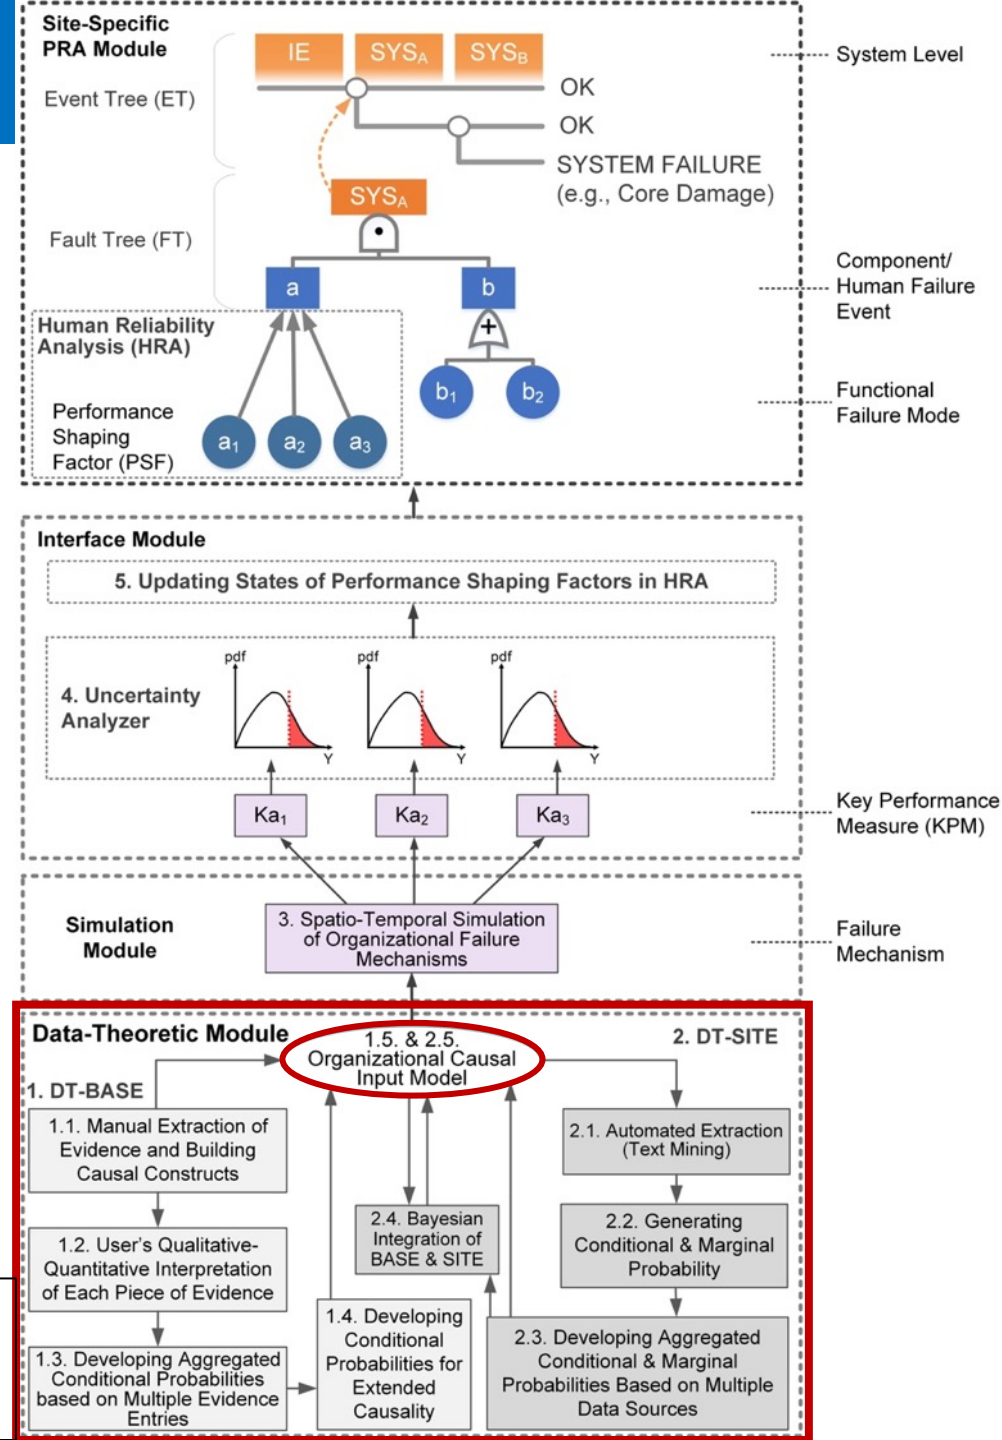 Site-Specific
PRA Module
IE
SYSA
SYSB
System Level
Event Tree (ET)
OK
OK
SYSTEM FAILURE
(e.g., Core Damage)
SYSA
Fault Tree (FT)
a
b
Component/
Human Failure
Event
Human Reliability
Analysis (HRA)
+
Performance
Shaping
Factor (PSF)
a1
a2
a3
b1
b2
Functional
Failure Mode
Interface Module
5. Updating States of Performance Shaping Factors in HRA
4. Uncertainty
Analyzer
pdf
Y
pdf
Y
pdf
Y
Ka1
Ka2
Ka3
Key Performance
Measure (KPM)
Simulation
Module
3. Spatio-Temporal Simulation
of Organizational Failure
Mechanisms
Failure
Mechanism
Data-Theoretic Module
1.5. & 2.5.
Organizational Causal
Input Model
2. DT-SITE
1. DT-BASE
1.1. Manual Extraction of
Evidence and Building
Causal Constructs
2.1. Automated Extraction
(Text Mining)
1.2. User's Qualitative-
Quantitative Interpretation
of Each Piece of Evidence
2.4. Bayesian
Integration of
BASE & SITE
2.2. Generating
Conditional & Marginal
Probability
1.3. Developing Aggregated
Conditional Probabilities
based on Multiple Evidence
Entries
1.4. Developing
Conditional
Probabilities for
Extended
Causality
2.3. Developing Aggregated
Conditional & Marginal
Probabilities Based on Multiple
Data Sources